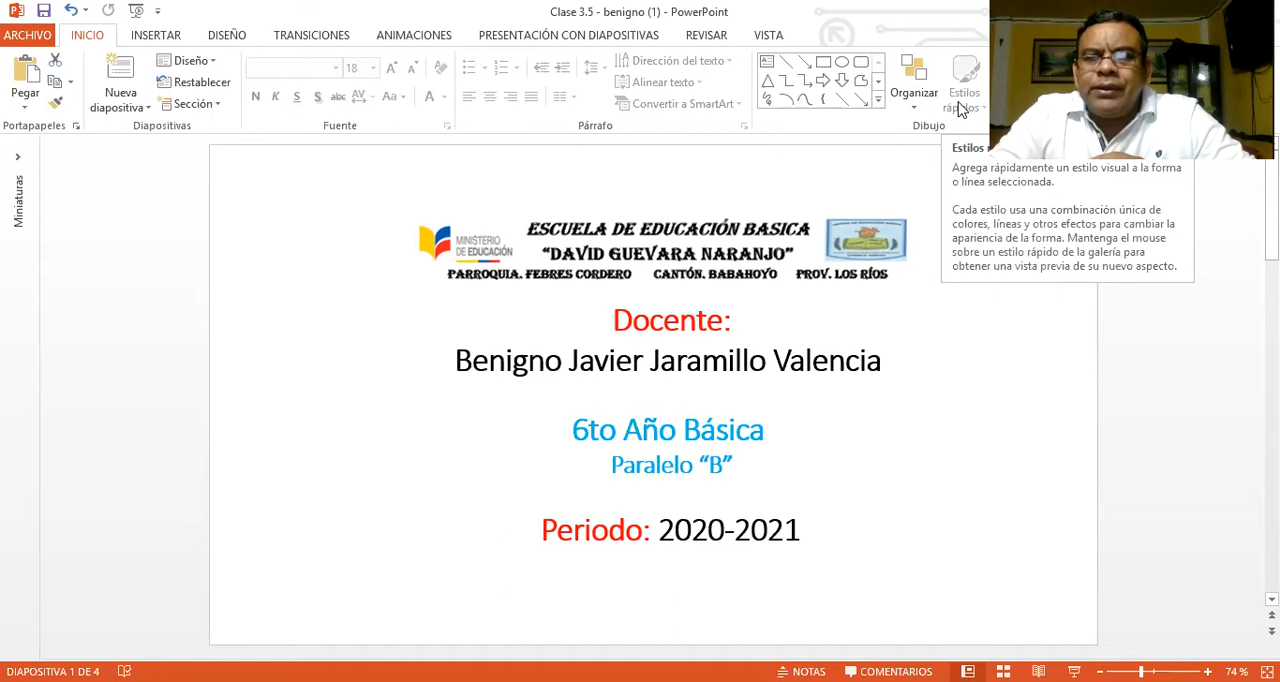 Clase 3.5 - benigno (1) - PowerPoint
ARCHIVO INICIO INSERTAR DISEÑO TRANSICIONES ANIMACIONES PRESENTACIÓN CON DIAPOSITIVAS REVISAR VISTA
Pegar
Nueva
diapositiva
Diseño
Restablecer
Sección
18
N K S S abc AV Aa A
Dirección del texto
Alinear texto
Convertir a SmartArt
Organizar
Estilos
rápidos
Portapapeles Diapositivas Fuente Párrafo Dibujo
Estilos
Agrega rápidamente un estilo visual a la forma
o línea seleccionada.
Cada estilo usa una combinación única de
colores, líneas y otros efectos para cambiar la
apariencia de la forma. Mantenga el mouse
sobre un estilo rápido de la galería para
obtener una vista previa de su nuevo aspecto.
Miniaturas
MINISTERIO
DE EDUCACIÓN
ESCUELA DE EDUCACIÓN BASICA
“DAVID GUEVARA NARANJO”
PARROQUIA. FEBRES CORDERO CANTÓN. BABAHOYO PROV. LOS RÍOS
Docente:
Benigno Javier Jaramillo Valencia
6to Año Básica
Paralelo “B”
Periodo: 2020-2021
DIAPOSITIVA 1 DE 4 NOTAS COMENTARIOS 74 %